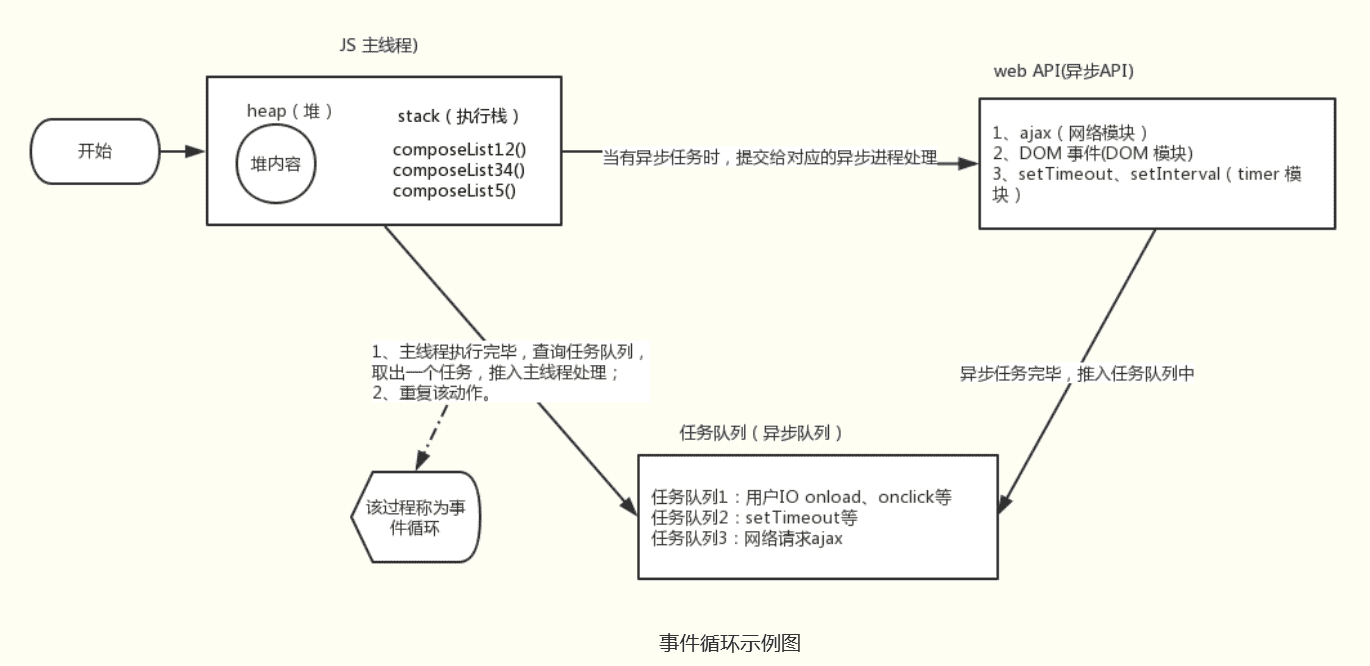 JS 主线程)
web API(异步API)
开始
heap（堆）
堆内容
stack（执行栈）
composeList12()
composeList34()
composeList5()
当有异步任务时，提交给对应的异步进程处理
1、ajax（网络模块）
2、DOM 事件(DOM 模块)
3、setTimeout、setInterval（timer 模
块）
1、主线程执行完毕，查询任务队列，
取出一个任务，推入主线程处理；
2、重复该动作。
异步任务完毕，推入任务队列中
该过程称为事
件循环
任务队列（异步队列）
任务队列1：用户IO onload、onclick等
任务队列2：setTimeout等
任务队列3：网络请求ajax
事件循环示例图